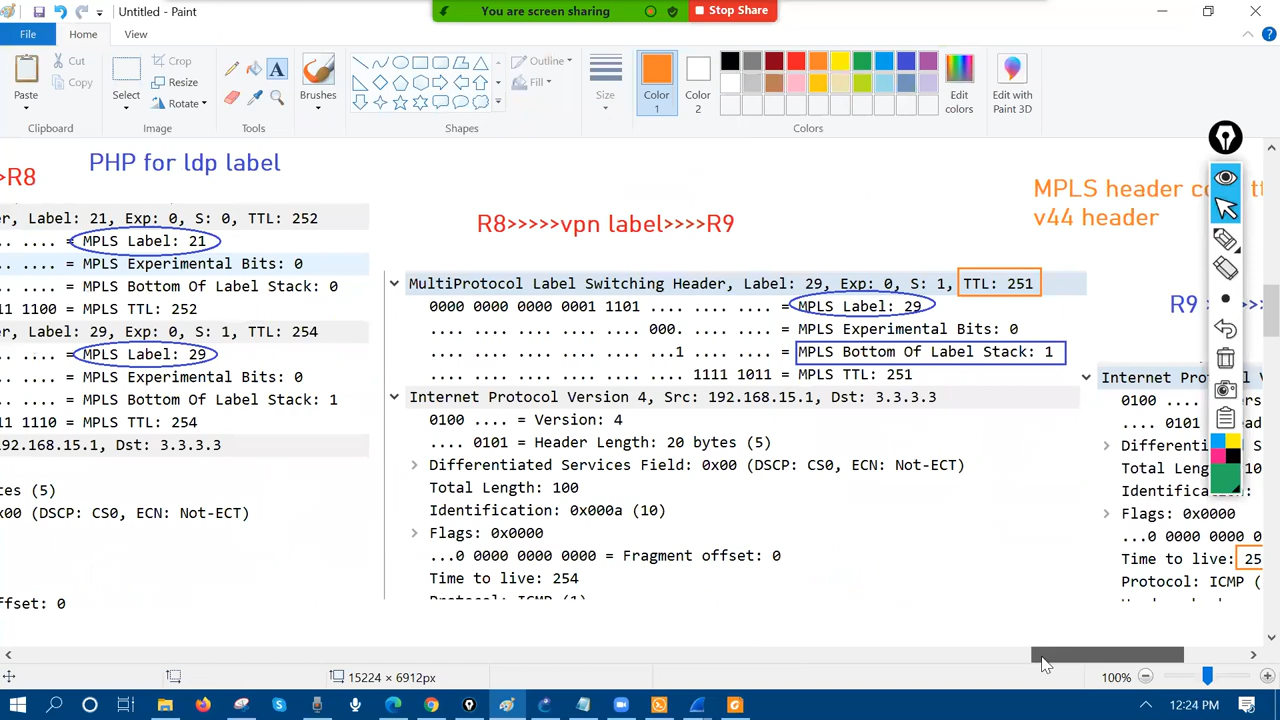 Untitled - Paint
You are screen sharing
Stop Share
File
Home
View
Paste
Cut
Copy
Clipboard
Select
Crop
Resize
Rotate
Image
Tools
Brushes
Shapes
Outline
Fill
Size
Color 1
Color 2
Colors
Edit colors
Edit with Paint 3D
PHP for ldp label
>R8
er, Label: 21, Exp: 0, S: 0, TTL: 252
.. .... = MPLS Label: 21
.. .... = MPLS Experimental Bits: 0
.. .... = MPLS Bottom Of Label Stack: 0
11 1100 = MPLS TTL: 252
er, Label: 29, Exp: 0, S: 1, TTL: 254
.. .... = MPLS Label: 29
.. .... = MPLS Experimental Bits: 0
.. .... = MPLS Bottom Of Label Stack: 1
11 1110 = MPLS TTL: 254
192.168.15.1, Dst: 3.3.3.3
tes (5)
x00 (DSCP: CS0, ECN: Not-ECT)
offset: 0
R8>>>>>vpn label>>>>R9
MultiProtocol Label Switching Header, Label: 29, Exp: 0, S: 1, TTL: 251
0000 0000 0000 0001 1101 .... .... .... = MPLS Label: 29
.... .... .... .... .... 000. .... .... = MPLS Experimental Bits: 0
.... .... .... .... .... ...1 .... .... = MPLS Bottom Of Label Stack: 1
.... .... .... .... .... .... 1111 1011 = MPLS TTL: 251
Internet Protocol Version 4, Src: 192.168.15.1, Dst: 3.3.3.3
0100 .... = Version: 4
.... 0101 = Header Length: 20 bytes (5)
Differentiated Services Field: 0x00 (DSCP: CS0, ECN: Not-ECT)
Total Length: 100
Identification: 0x000a (10)
Flags: 0x0000
...0 0000 0000 0000 = Fragment offset: 0
Time to live: 254
Protocol: ICMP (1)
MPLS header co
v44 header
R9 >
Internet Pro
0100 ....
.... 0101
Differenti
Total Length
Identification
Flags: 0x0000
...0 0000 00
Time to live: 25
Protocol: ICMP (
15224 × 6912px
100%
12:24 PM